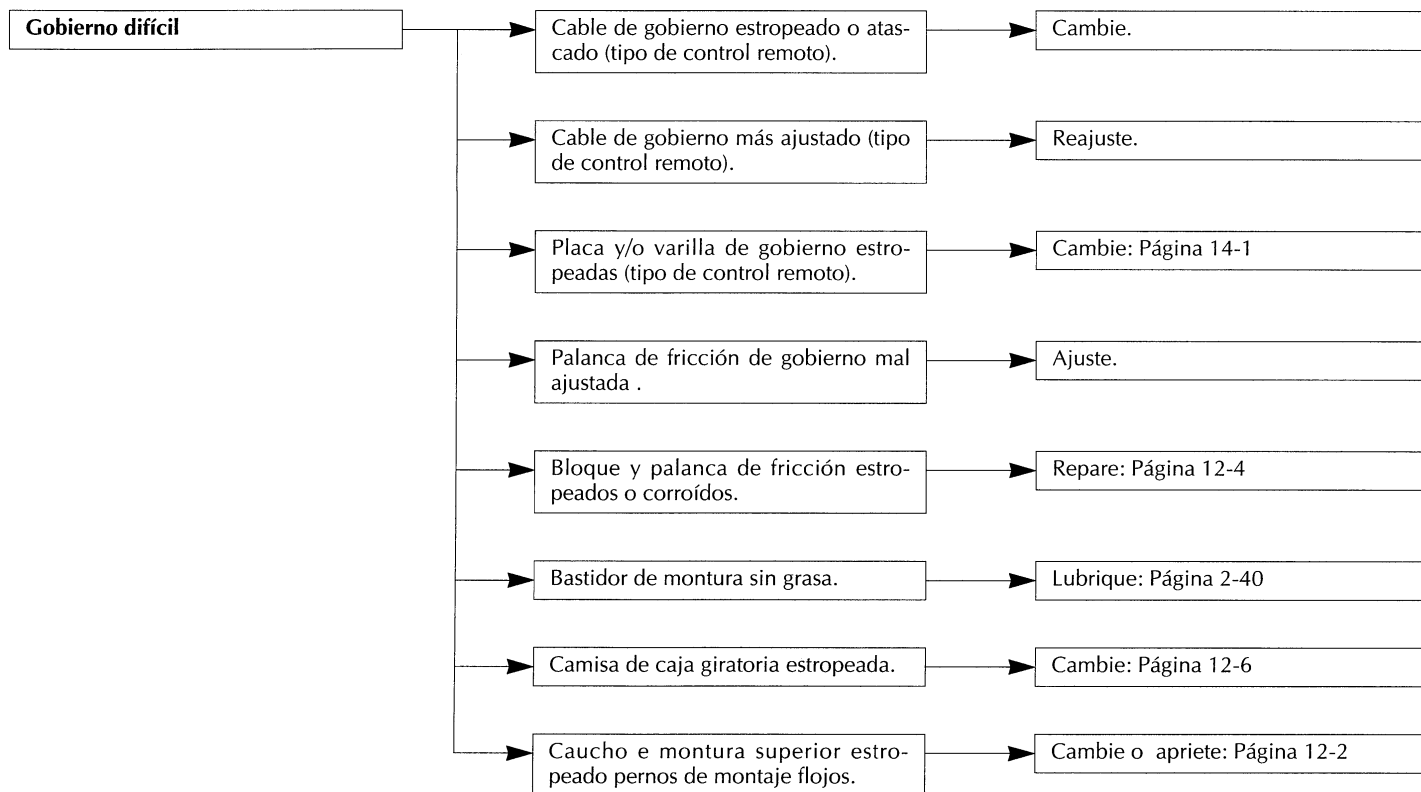 Gobierno difícil
Cable de gobierno estropeado o atas-
cado (tipo de control remoto).
Cambie.
Cable de gobierno más ajustado (tipo
de control remoto).
Reajuste.
Placa y/o varilla de gobierno estro-
peadas (tipo de control remoto).
Cambie: Página 14-1
Palanca de fricción de gobierno mal
ajustada .
Ajuste.
Bloque y palanca de fricción estro-
peados o corroídos.
Repare: Página 12-4
Bastidor de montura sin grasa.
Lubrique: Página 2-40
Camisa de caja giratoria estropeada.
Cambie: Página 12-6
Caucho e montura superior estro-
peado pernos de montaje flojos.
Cambie o apriete: Página 12-2